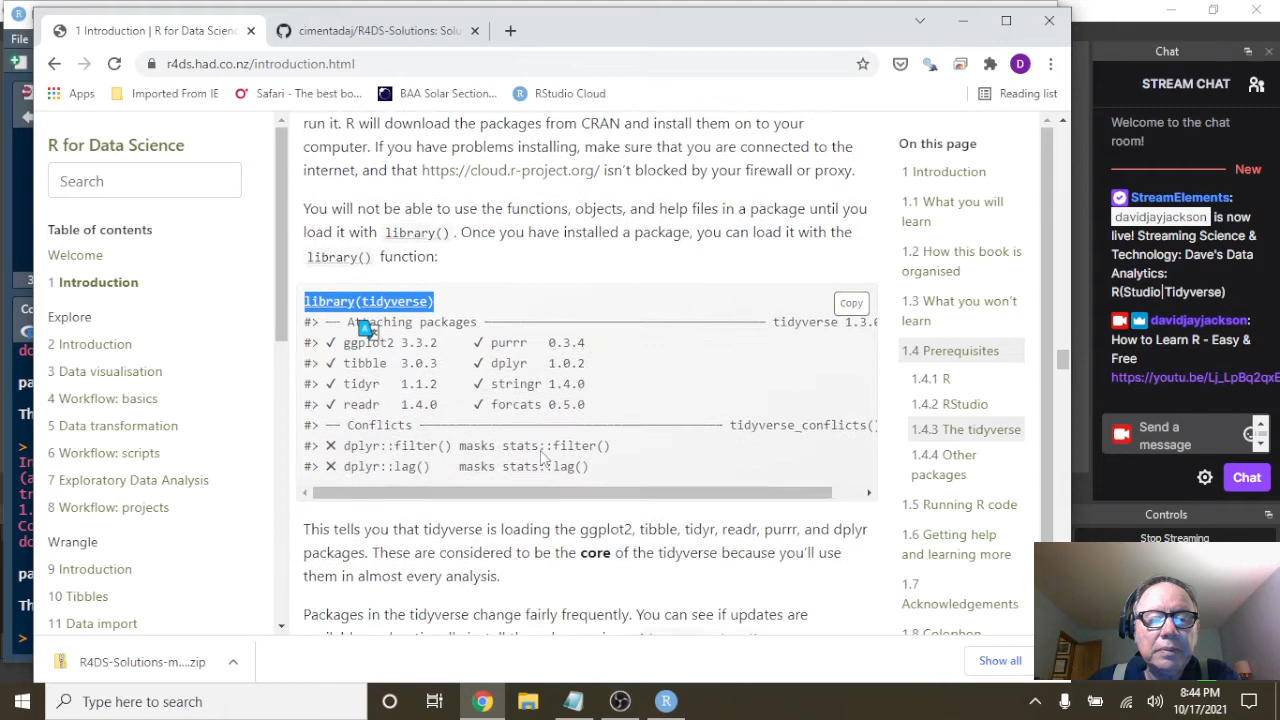 1 Introduction | R for Data Scienc
cimentadaj/R4DS-Solutions: Solu
File
r4ds.had.co.nz/introduction.html
D
Apps
Imported From IE
Safari - The best bo...
BAA Solar Section...
RStudio Cloud
Reading list
R for Data Science
Search
Table of contents
Welcome
1 Introduction
Explore
2 Introduction
3 Data visualisation
4 Workflow: basics
5 Data transformation
6 Workflow: scripts
7 Exploratory Data Analysis
8 Workflow: projects
Wrangle
9 Introduction
10 Tibbles
11 Data import
run it. R will download the packages from CRAN and install them on to your
computer. If you have problems installing, make sure that you are connected to the
internet, and that https://cloud.r-project.org/ isn't blocked by your firewall or proxy.
You will not be able to use the functions, objects, and help files in a package until you
load it with library(). Once you have installed a package, you can load it with the
library() function:
Copy
library(tidyverse)
#> ── Attaching packages ─────────────── tidyverse 1.3.0
#> ✓ ggplot2 3.3.2 ✓ purrr 0.3.4
#> ✓ tibble 3.0.3 ✓ dplyr 1.0.2
#> ✓ tidyr 1.1.2 ✓ stringr 1.4.0
#> ✓ readr 1.4.0 ✓ forcats 0.5.0
#> ── Conflicts ─────────────── tidyverse_conflicts()
#> ✕ dplyr::filter() masks stats::filter()
#> ✕ dplyr::lag() masks stats::lag()
This tells you that tidyverse is loading the ggplot2, tibble, tidyr, readr, purrr, and dplyr
packages. These are considered to be the core of the tidyverse because you'll use
them in almost every analysis.
Packages in the tidyverse change fairly frequently. You can see if updates are
On this page
1 Introduction
1.1 What you will
learn
1.2 How this book is
organised
1.3 What you won't
learn
1.4 Prerequisites
1.4.1 R
1.4.2 RStudio
1.4.3 The tidyverse
1.4.4 Other
packages
1.5 Running R code
1.6 Getting help
and learning more
1.7
Acknowledgements
1.8 Colophon
Chat
STREAM CHAT
Welcome to the chat
room!
New
StreamElements:
davidjayjackson is now
live! Streaming Science &
Technology: Dave's Data
Analytics:
R(Studio|Tidyverse)
davidjayjackson:
How to Learn R - Easy &
Free
https://youtu.be/Lj_LpBq2qxE
Send a
message
Chat
Controls
Stop Streaming
R4DS-Solutions-m....zip
Show all
Type here to search
8:44 PM
10/17/2021